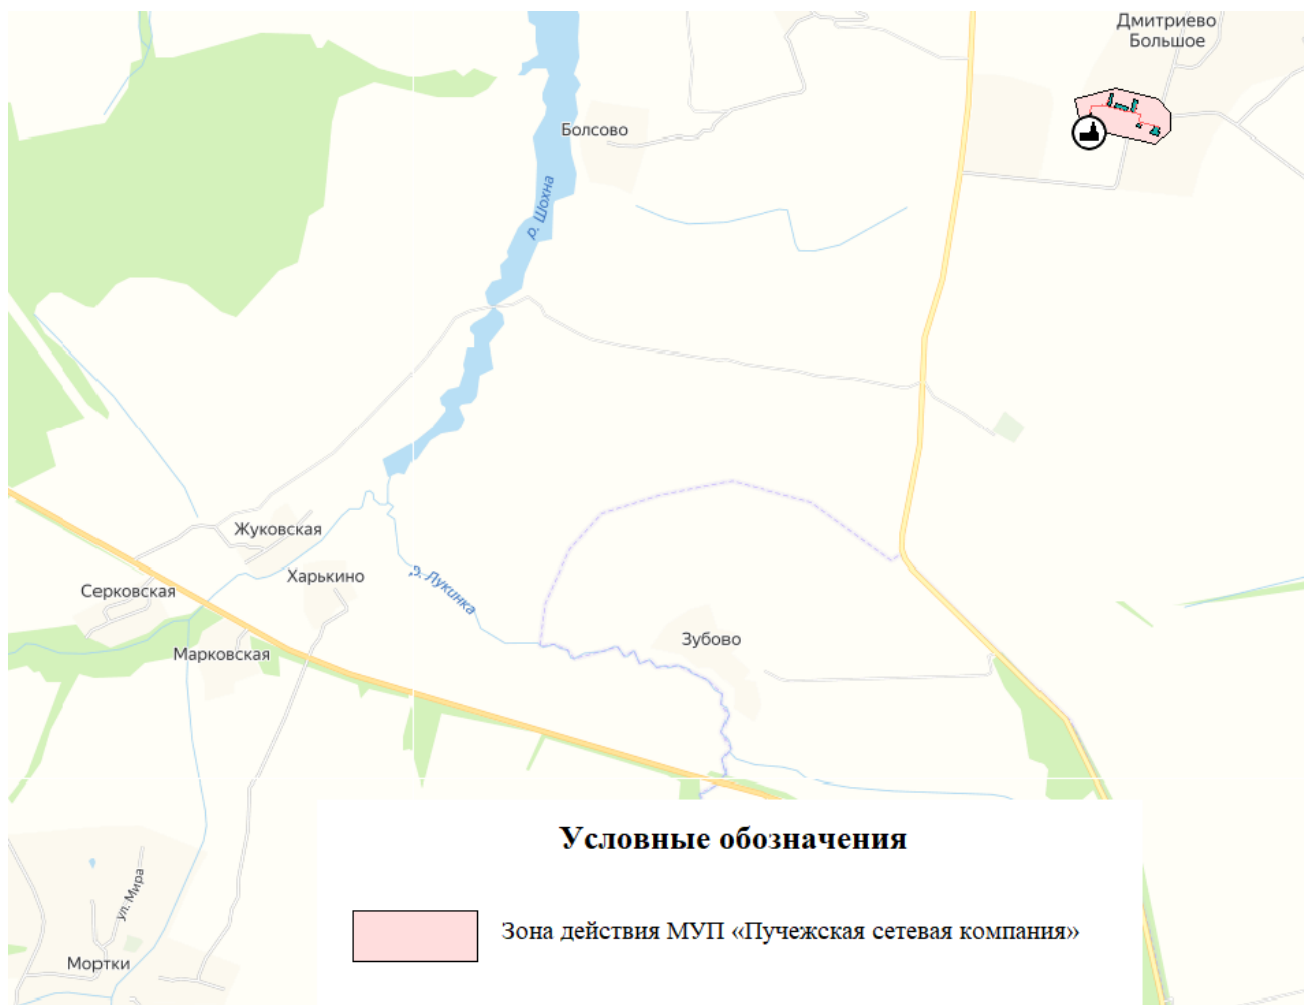 Дмитриево
Большое
Болсово
р. Шохна
Жуковская
Харькино
Серковская
р. Лукинка
Зубово
Марковская
Условные обозначения
ул. Мира
Зона действия МУП «Пучежская сетевая компания»
Мортки